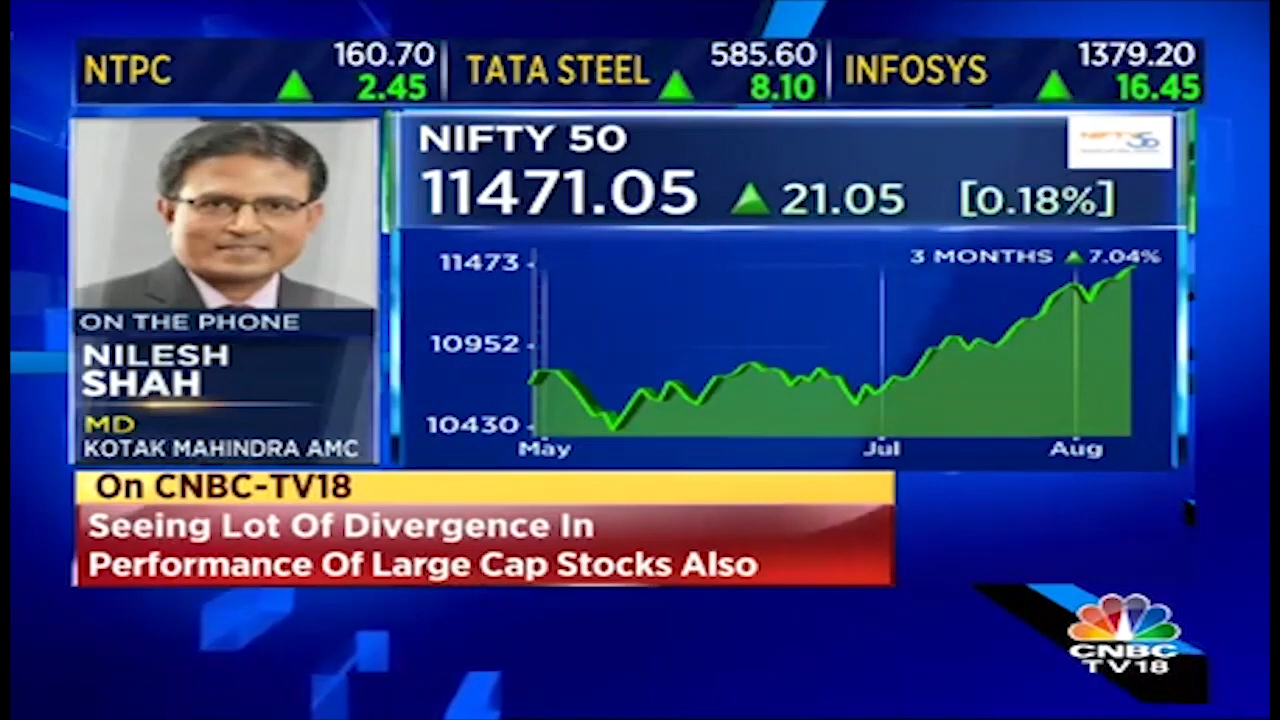 NTPC 160.70 ▲ 2.45
TATA STEEL 585.60 ▲ 8.10
INFOSYS 1379.20 ▲ 16.45
NIFTY 50
11471.05 ▲ 21.05 [0.18%]
3 MONTHS ▲ 7.04%
11473
10952
10430
May Jul Aug
ON THE PHONE
NILESH
SHAH
MD
KOTAK MAHINDRA AMC
On CNBC-TV18
Seeing Lot Of Divergence In
Performance Of Large Cap Stocks Also
CNBC
TV18